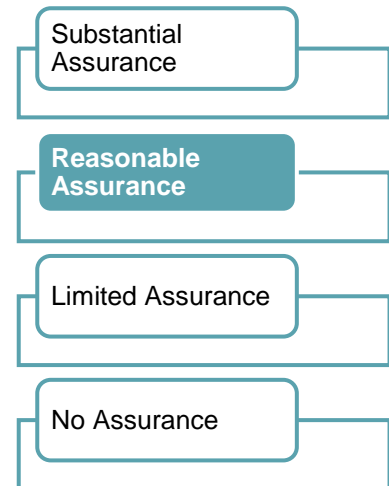 Substantial
Assurance
Reasonable
Assurance
Limited Assurance
No Assurance